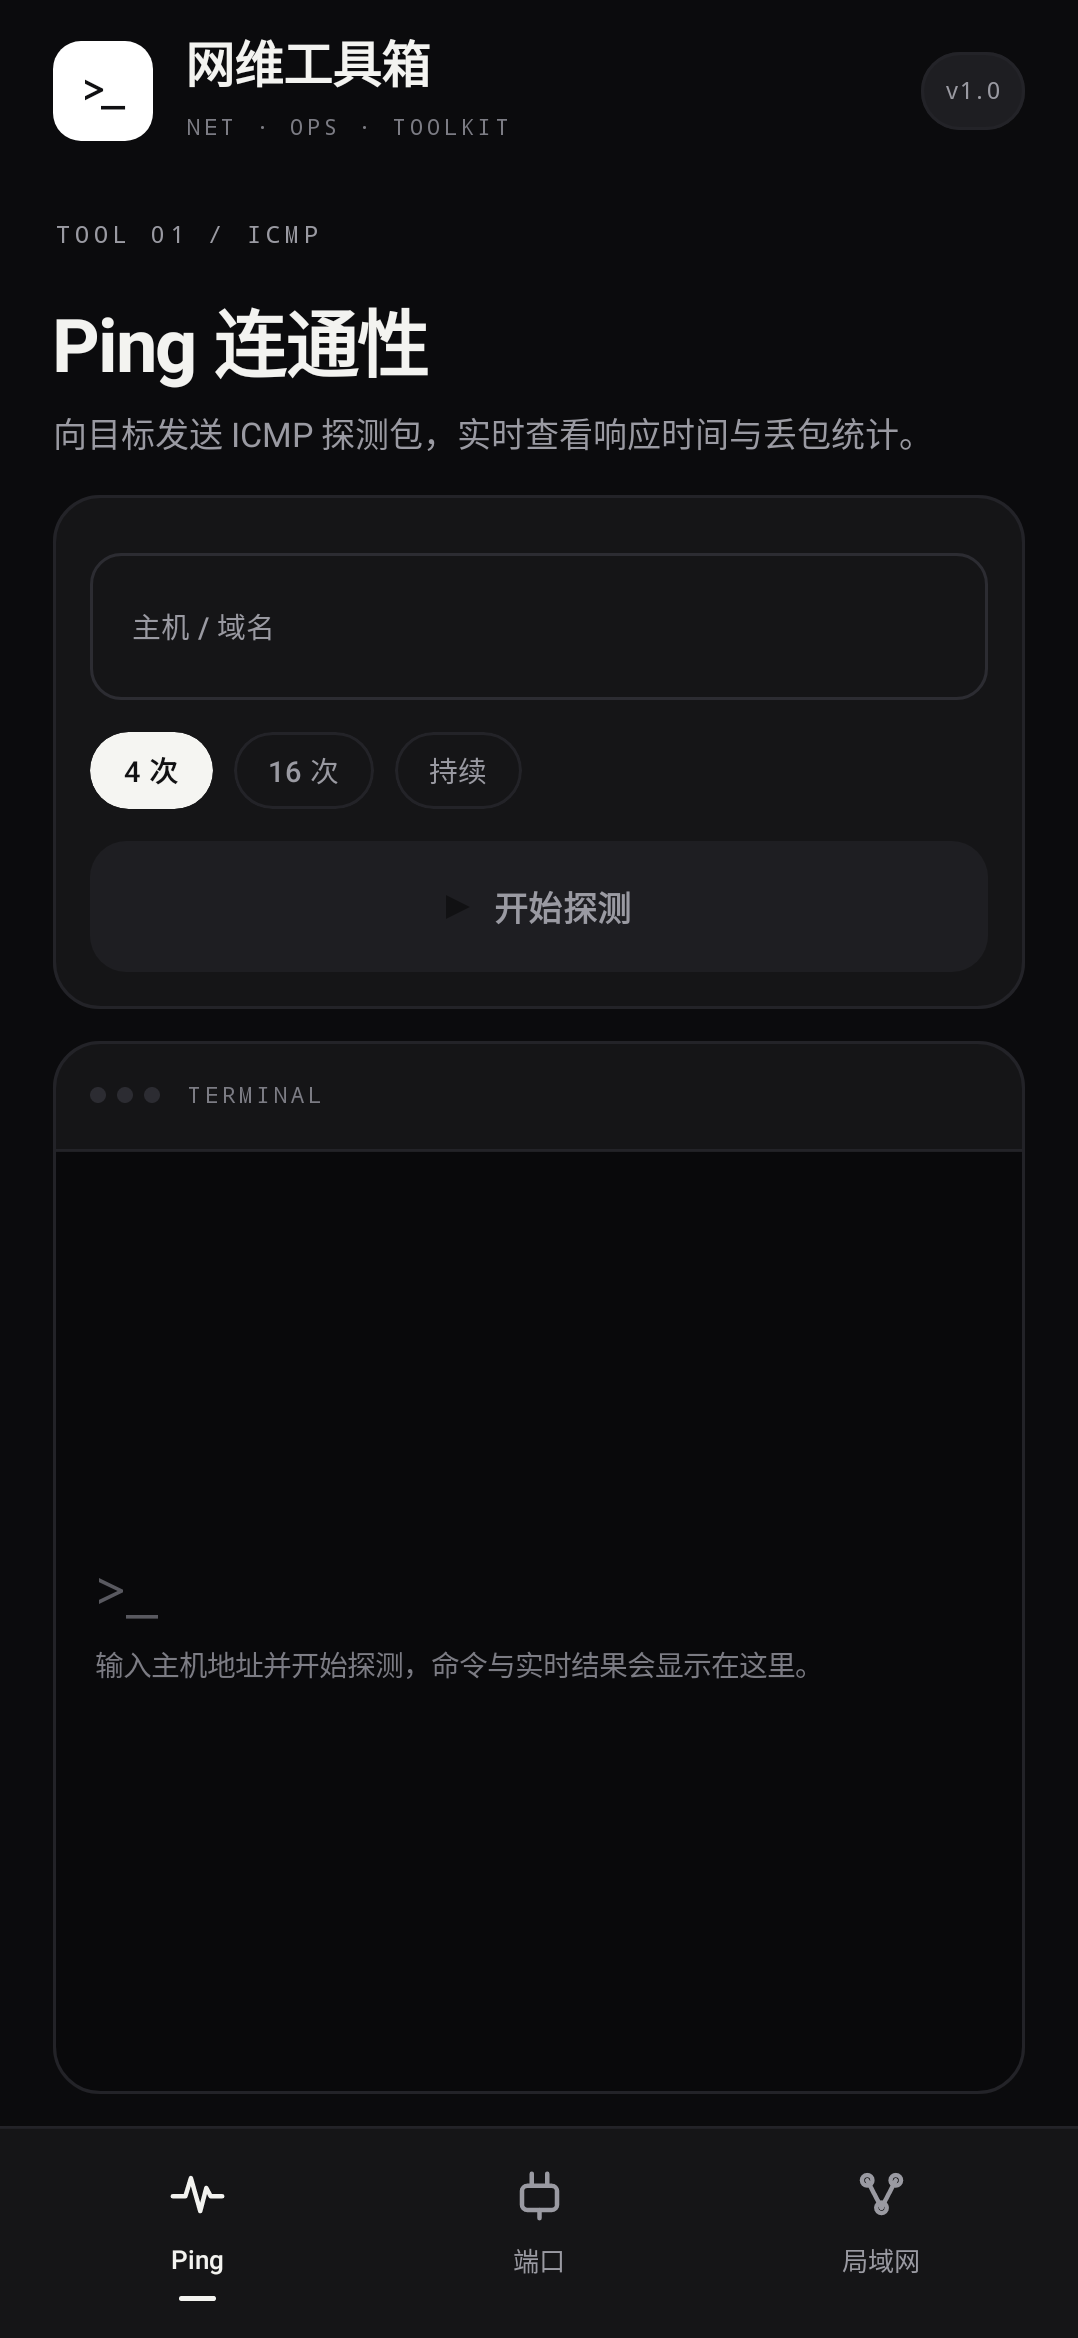 >_
网维工具箱
NET · OPS · TOOLKIT
v1.0
TOOL 01 / ICMP
Ping 连通性
向目标发送 ICMP 探测包，实时查看响应时间与丢包统计。
主机 / 域名
4 次
16 次
持续
开始探测
TERMINAL
>_
输入主机地址并开始探测，命令与实时结果会显示在这里。
Ping
端口
局域网